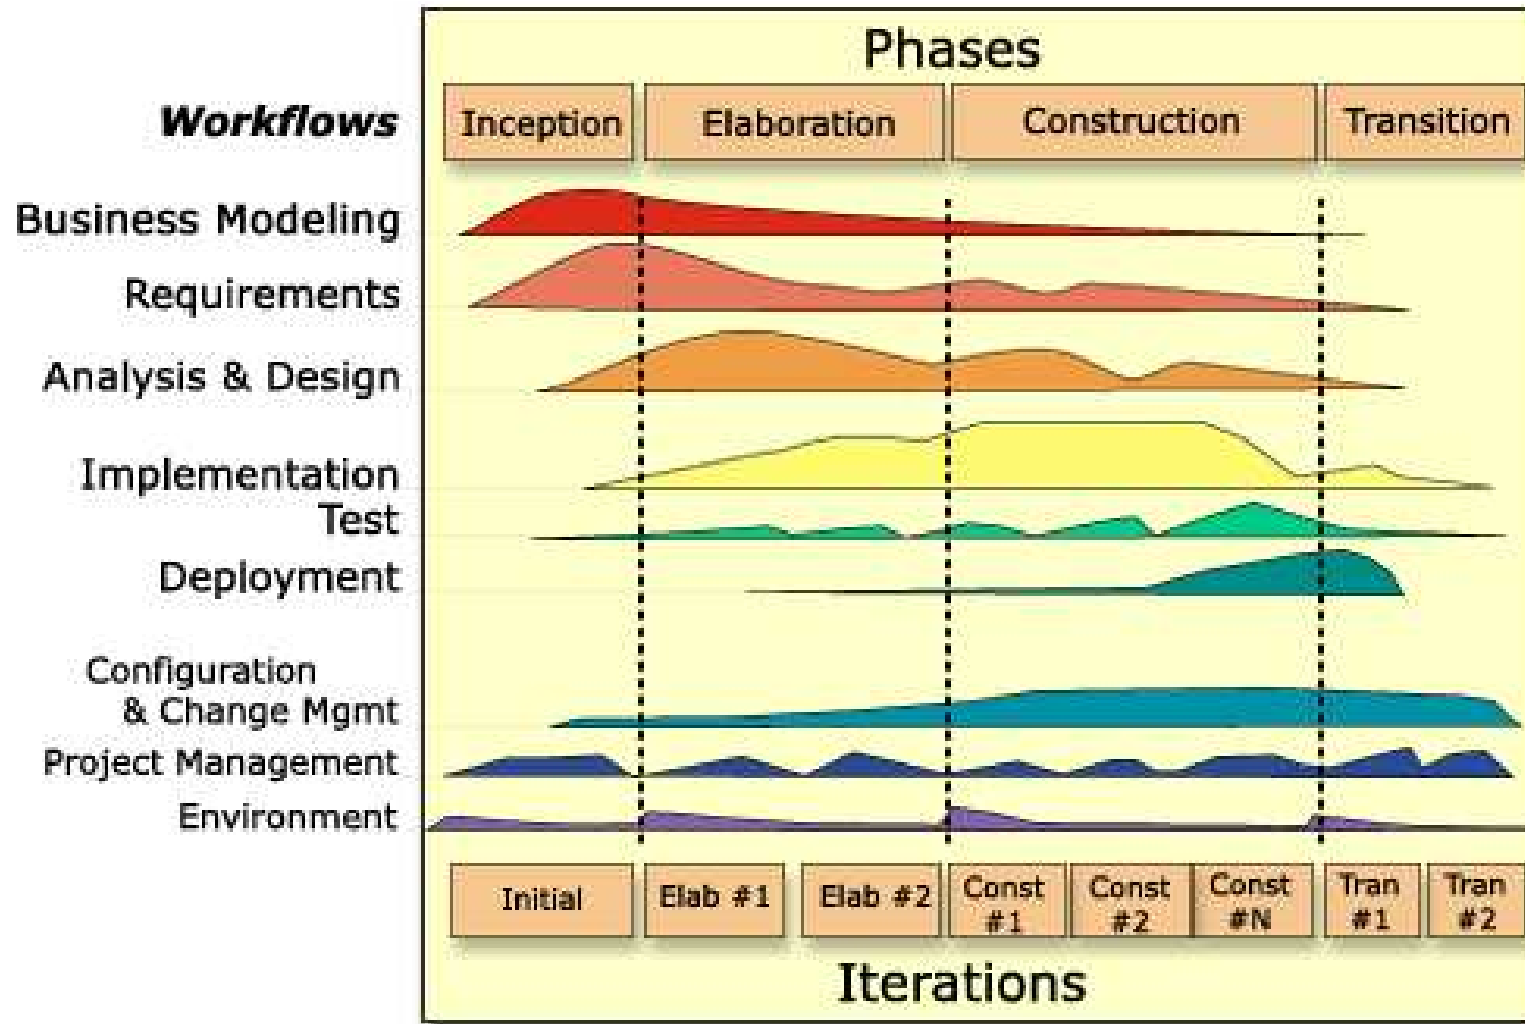 Phases
Workflows
Inception
Elaboration
Construction
Transition
Business Modeling
Requirements
Analysis & Design
Implementation
Test
Deployment
Configuration
& Change Mgmt
Project Management
Environment
Initial
Elab #1
Elab #2
Const
#1
Const
#2
Const
#N
Tran
#1
Tran
#2
Iterations